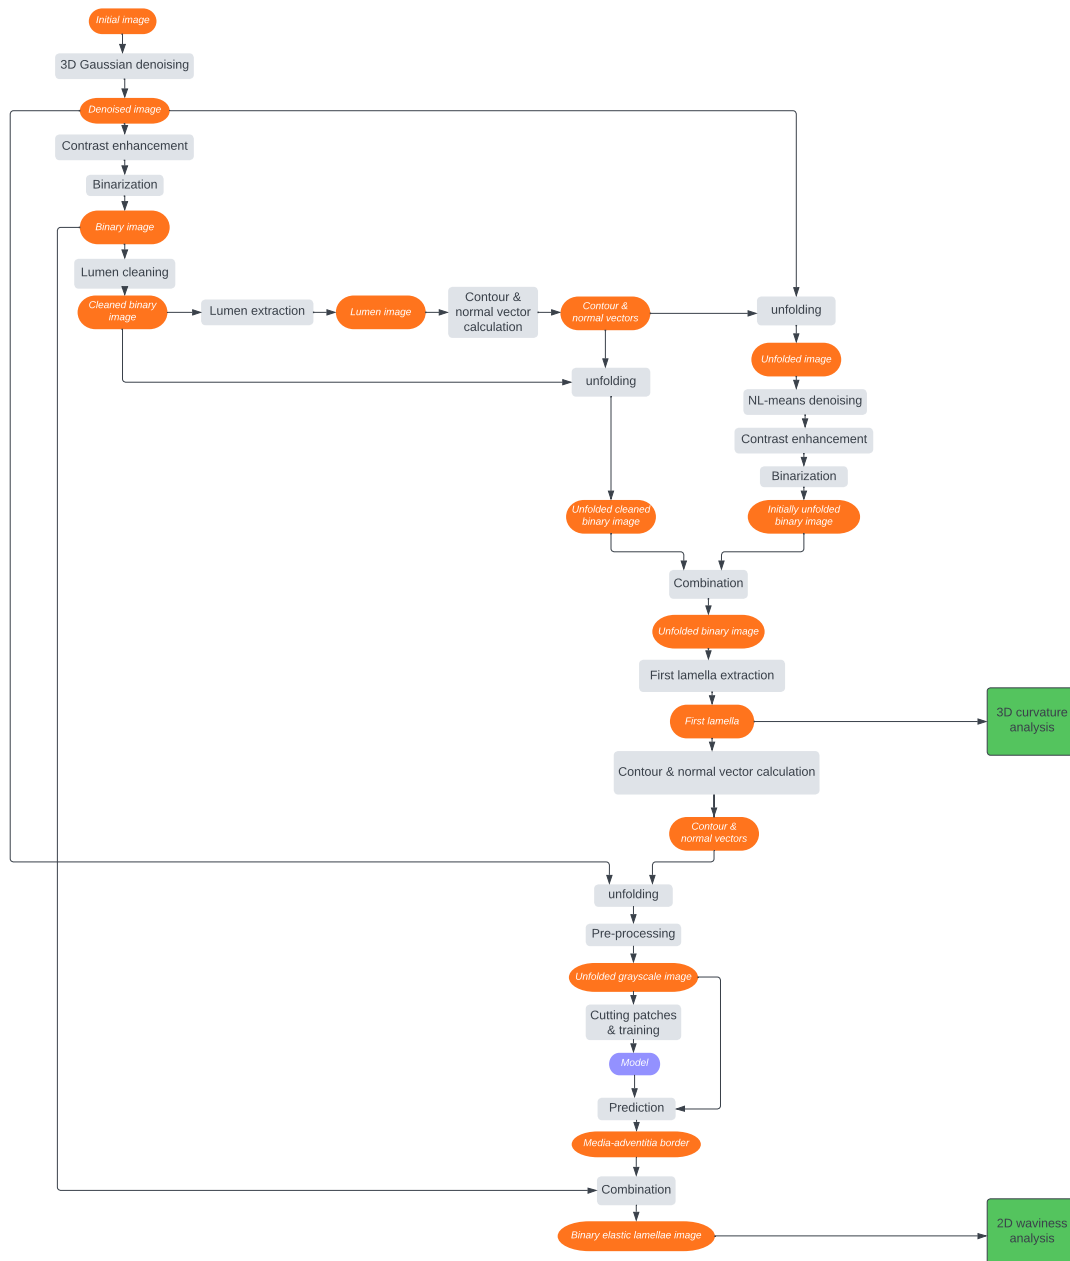 Initial image
3D Gaussian denoising
Denoised image
Contrast enhancement
Binarization
Binary image
Lumen cleaning
Cleaned binary
image
Lumen extraction
Lumen image
Contour &
normal vector
calculation
Contour &
normal vectors
unfolding
Unfolded image
unfolding
NL-means denoising
Contrast enhancement
Binarization
Unfolded cleaned
binary image
Initially unfolded
binary image
Combination
Unfolded binary image
First lamella extraction
First lamella
3D curvature
analysis
Contour & normal vector calculation
Contour &
normal vectors
unfolding
Pre-processing
Unfolded grayscale image
Cutting patches
& training
Model
Prediction
Media-adventitia border
Combination
Binary elastic lamellae image
2D waviness
analysis